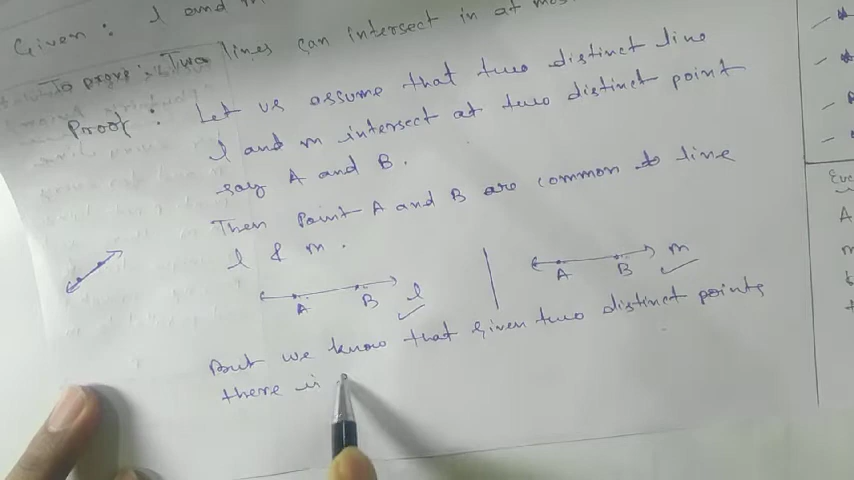 Given : l and m
To prove : Two lines can intersect in at mos
Proof : Let us assume that two distinct line
l and m intersect at two distinct point
say A and B.
Then Point A and B are common to line
l & m.
A B l
A B m
But we know that given two distinct points,
there is
Eve
A
m